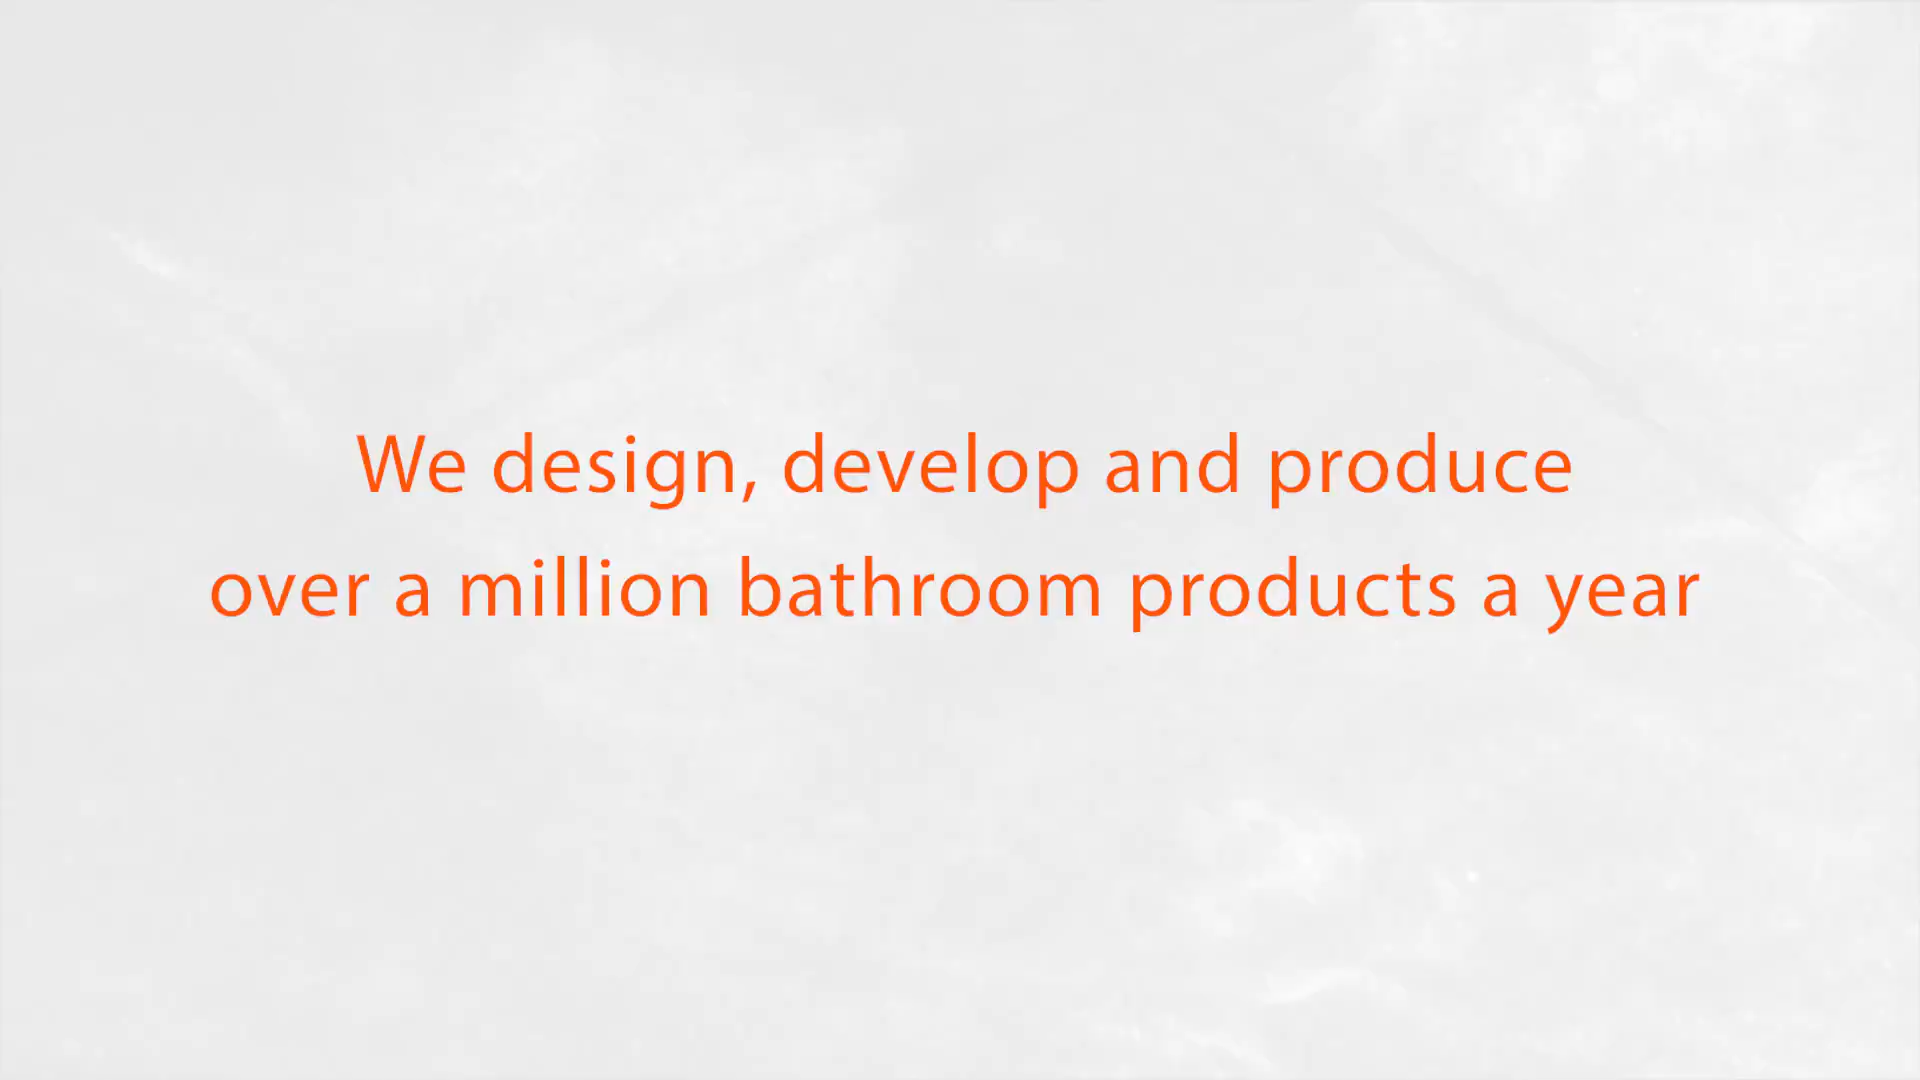 We design, develop and produce
over a million bathroom products a year